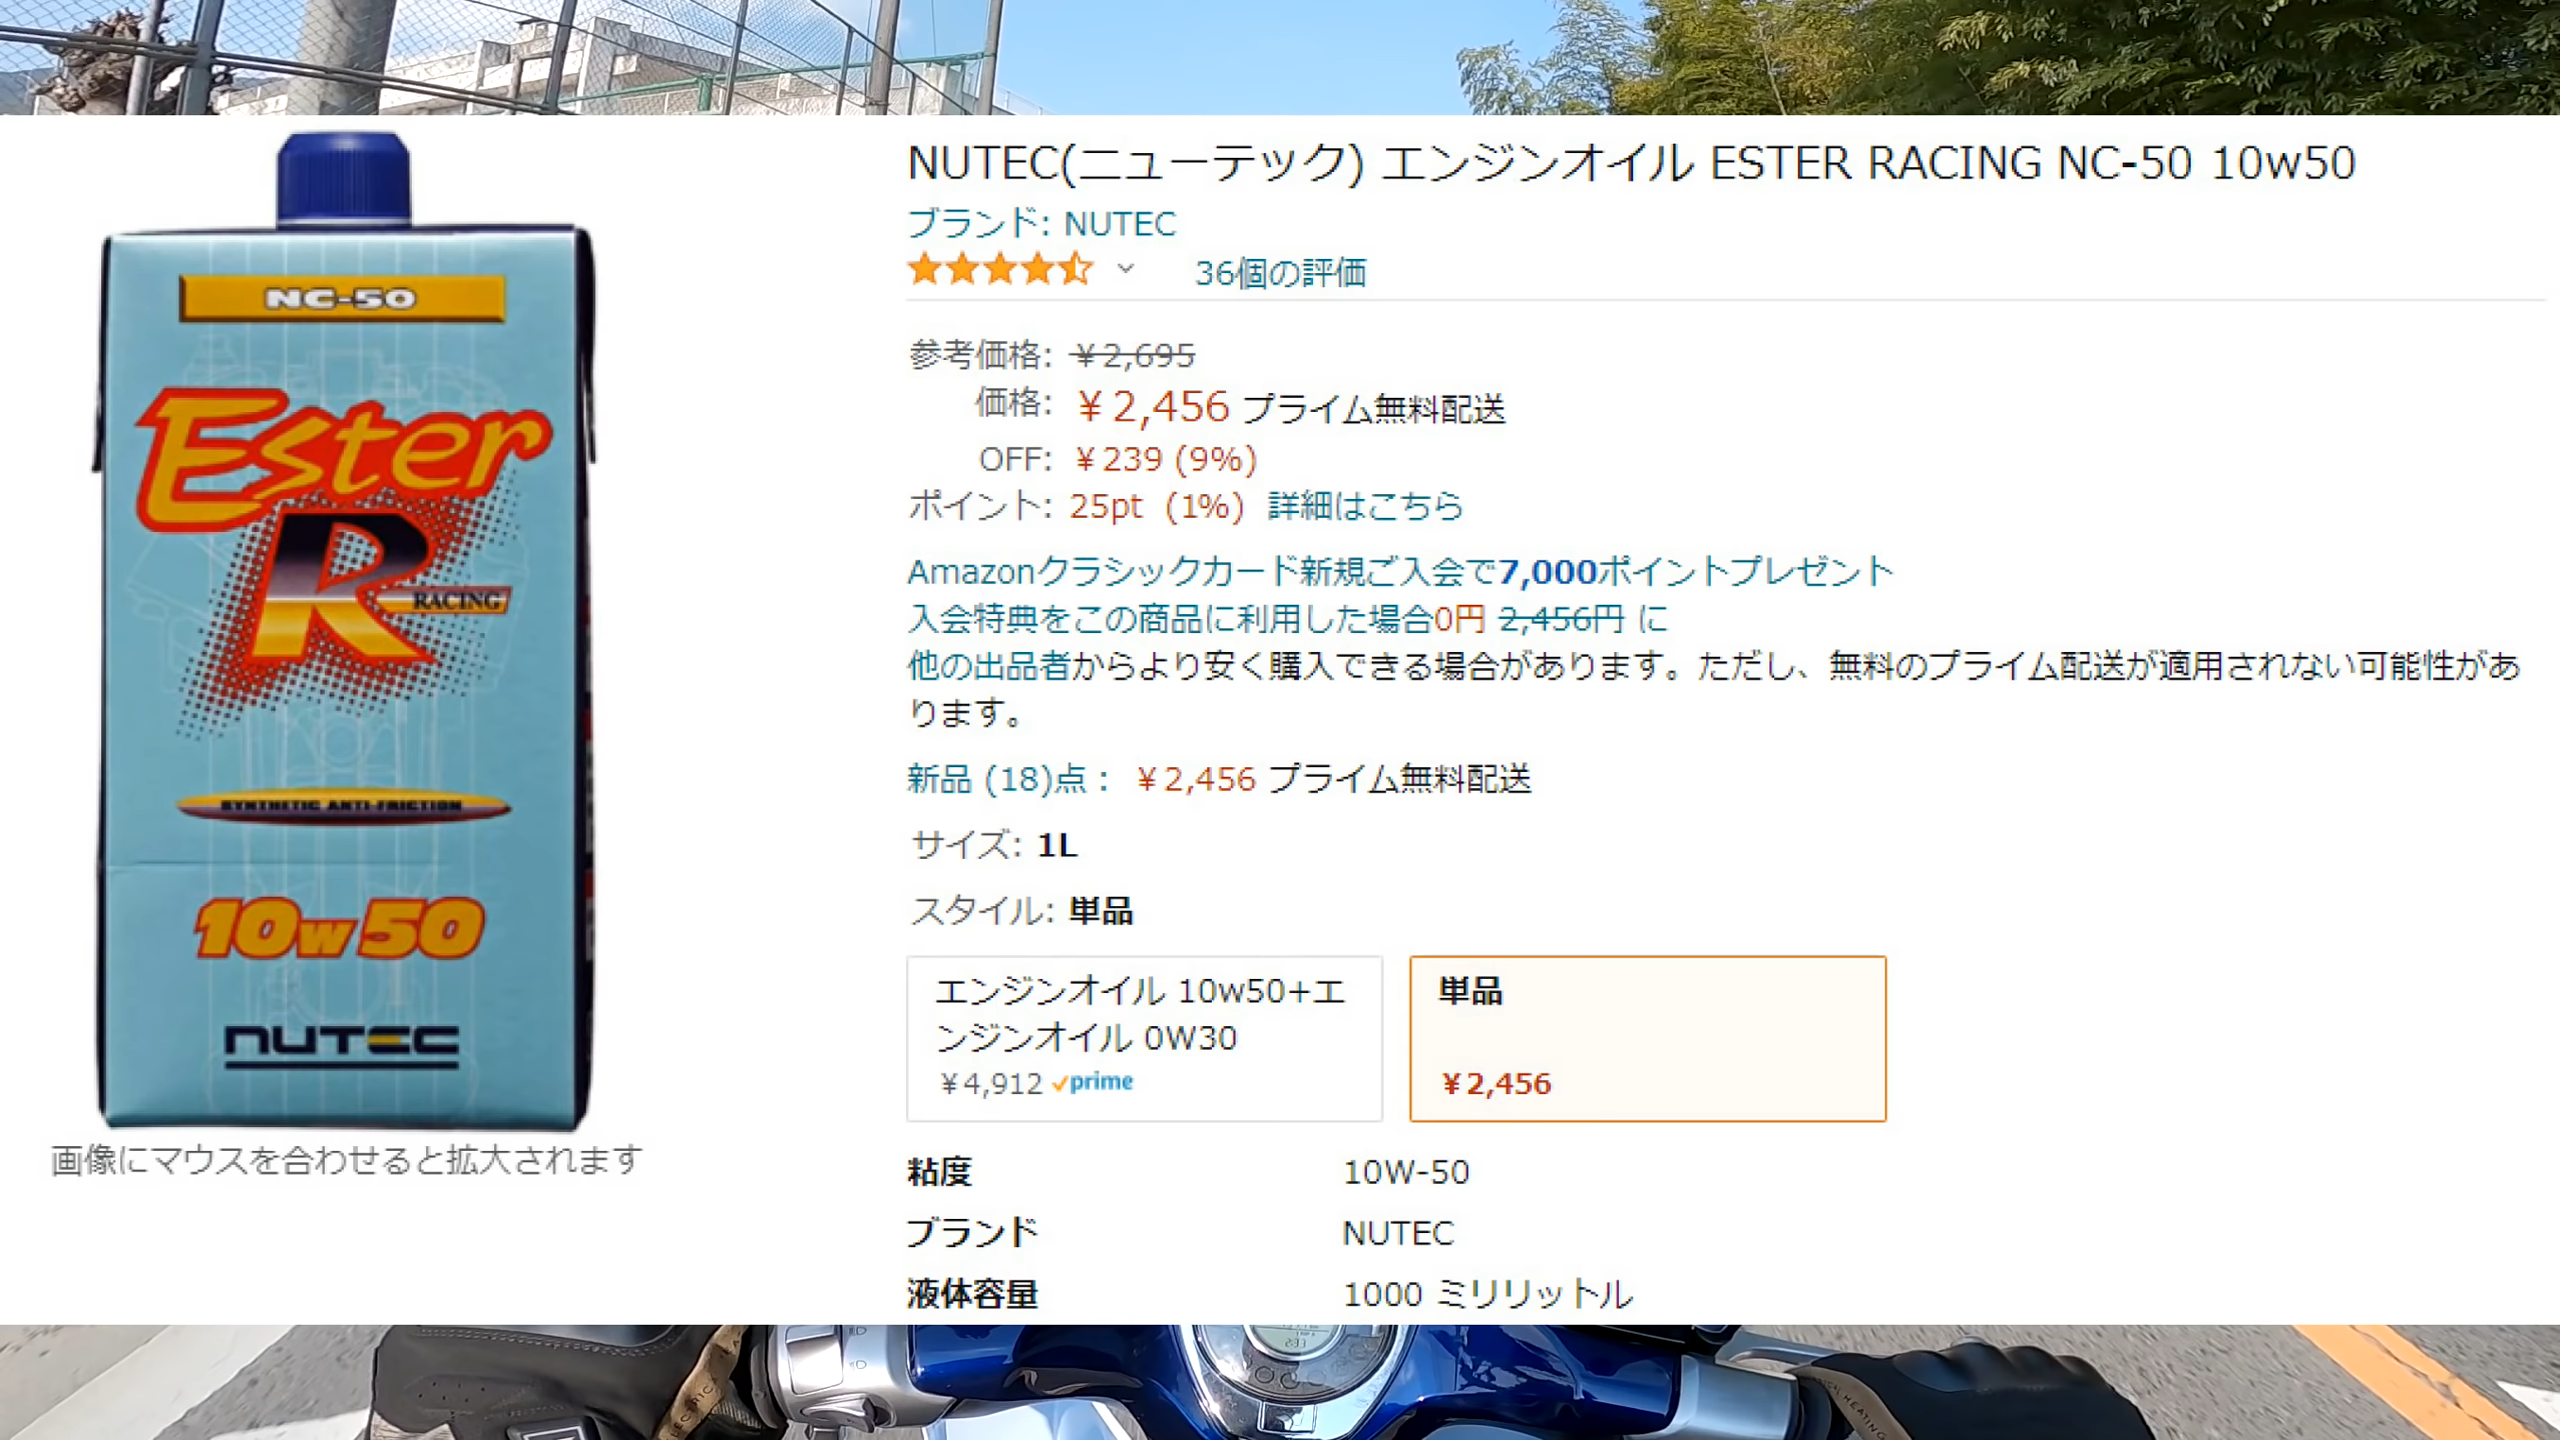 NC-50
Ester
R
RACING
SYNTHETIC ANTI-FRICTION
10w50
NUTEC
画像にマウスを合わせると拡大されます
NUTEC(ニューテック) エンジンオイル ESTER RACING NC-50 10w50
ブランド: NUTEC
36個の評価
参考価格: ¥2,695
価格: ¥2,456 プライム無料配送
OFF: ¥239 (9%)
ポイント: 25pt (1%) 詳細はこちら
Amazonクラシックカード新規ご入会で7,000ポイントプレゼント
入会特典をこの商品に利用した場合0円 2,456円 に
他の出品者からより安く購入できる場合があります。ただし、無料のプライム配送が適用されない可能性があ
ります。
新品 (18)点： ¥2,456 プライム無料配送
サイズ: 1L
スタイル: 単品
エンジンオイル 10w50+エ
ンジンオイル 0W30
¥4,912 prime
単品
¥2,456
粘度 10W-50
ブランド NUTEC
液体容量 1000 ミリリットル